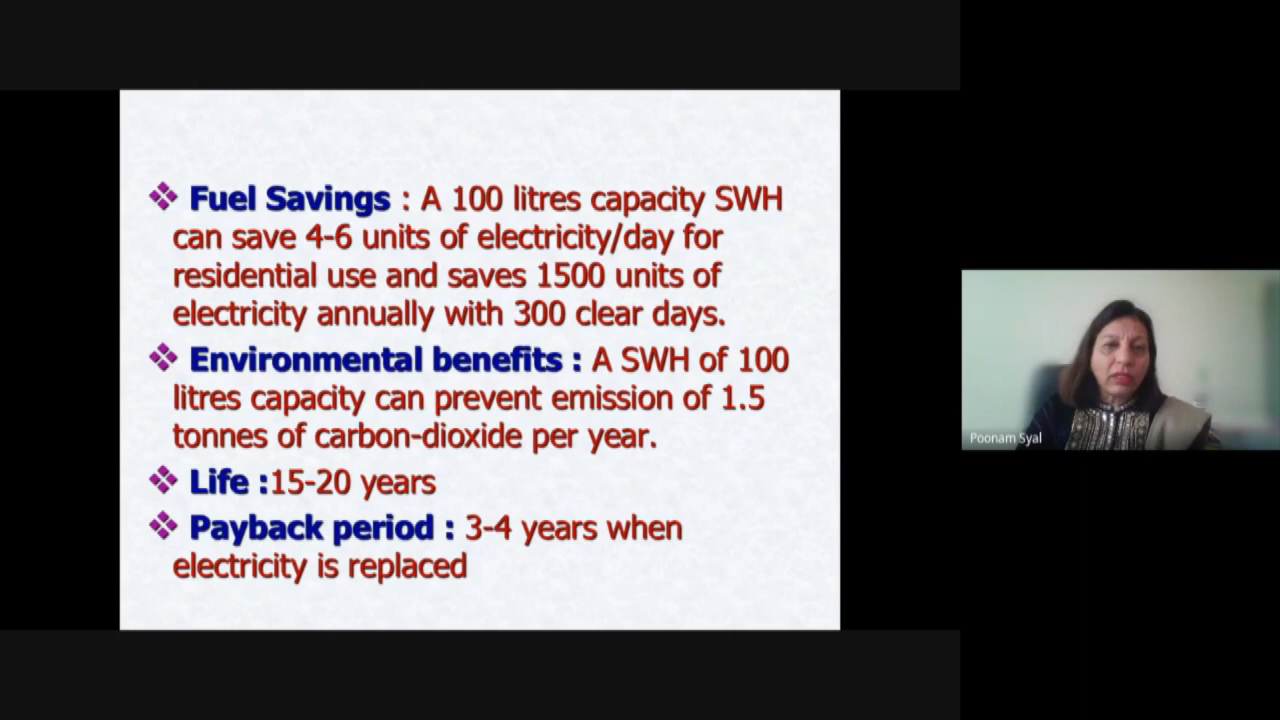 ❖ Fuel Savings : A 100 litres capacity SWH
can save 4-6 units of electricity/day for
residential use and saves 1500 units of
electricity annually with 300 clear days.
❖ Environmental benefits : A SWH of 100
litres capacity can prevent emission of 1.5
tonnes of carbon-dioxide per year.
❖ Life :15-20 years
❖ Payback period : 3-4 years when
electricity is replaced
Poonam Syal